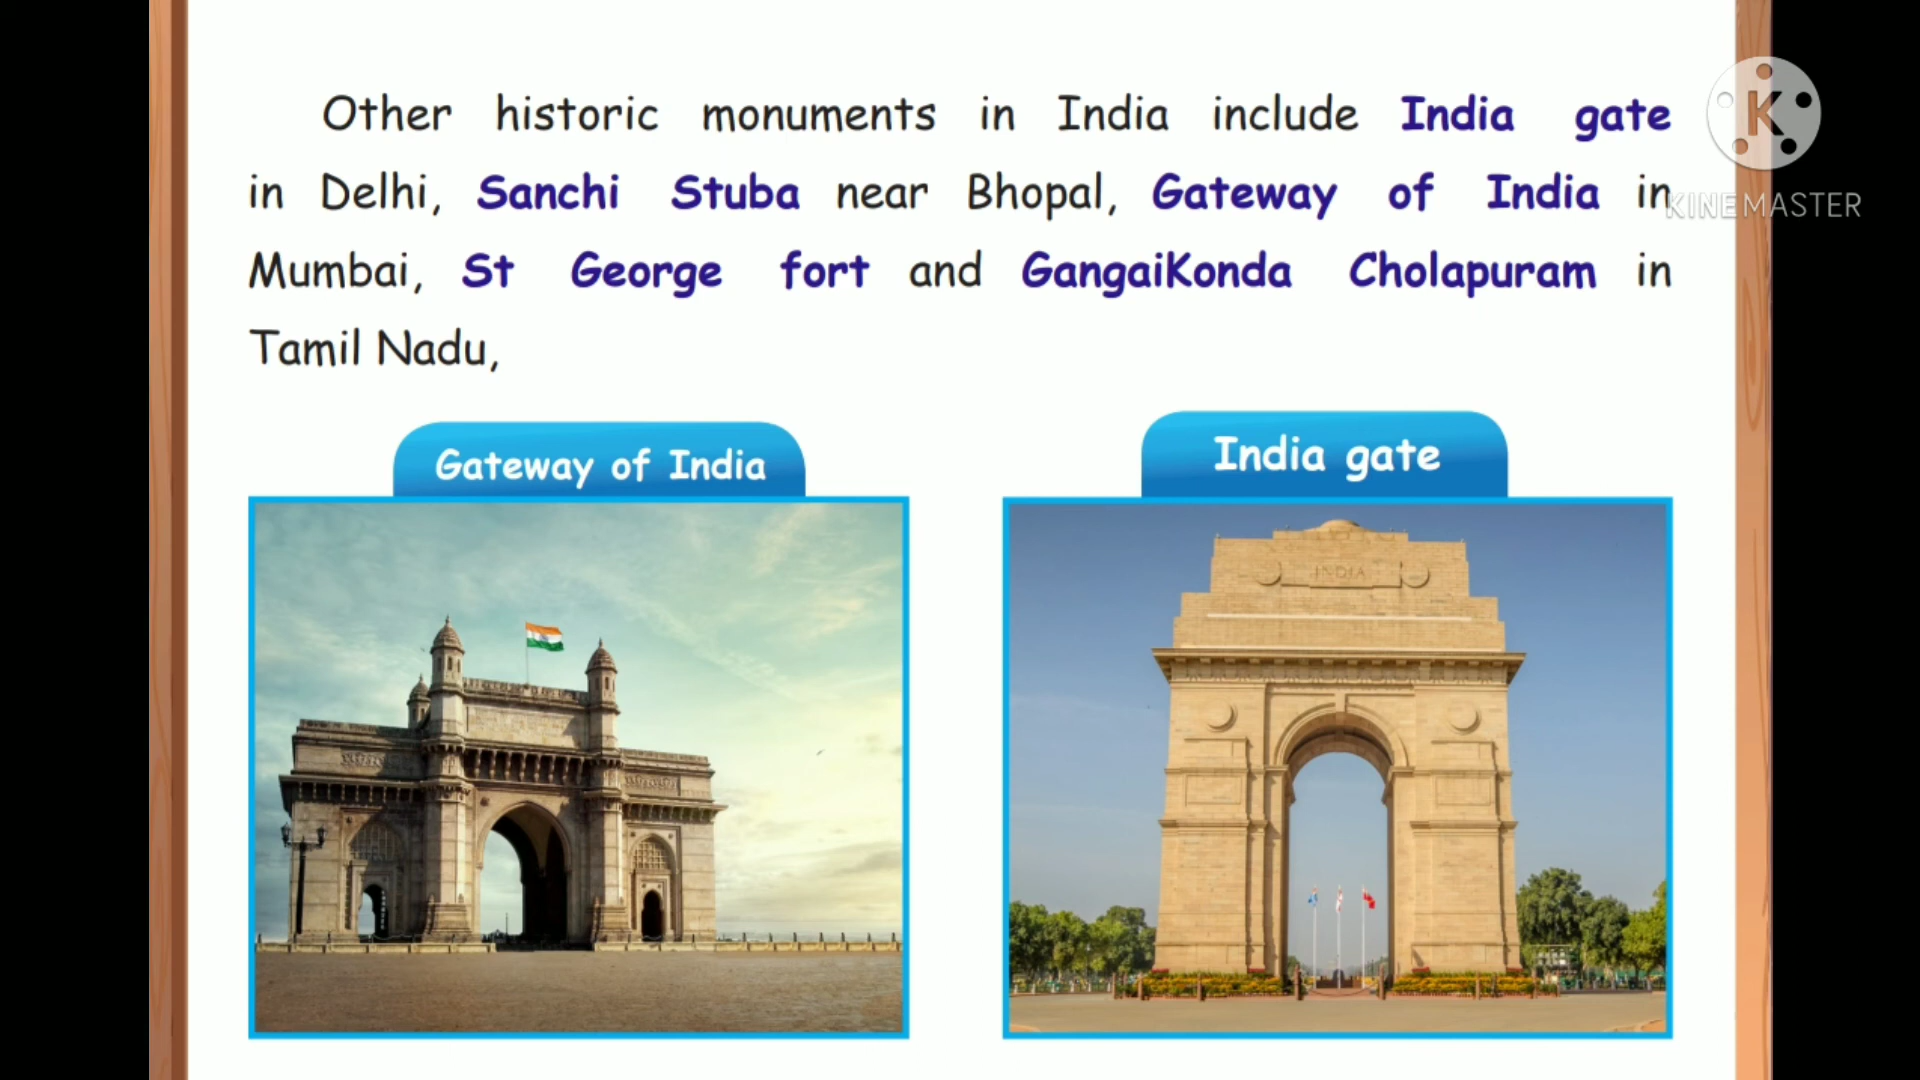 Other historic monuments in India include India gate
in Delhi, Sanchi Stuba near Bhopal, Gateway of India in
Mumbai, St George fort and GangaiKonda Cholapuram in
Tamil Nadu,
Gateway of India
India gate
INDIA
K
KINEMASTER